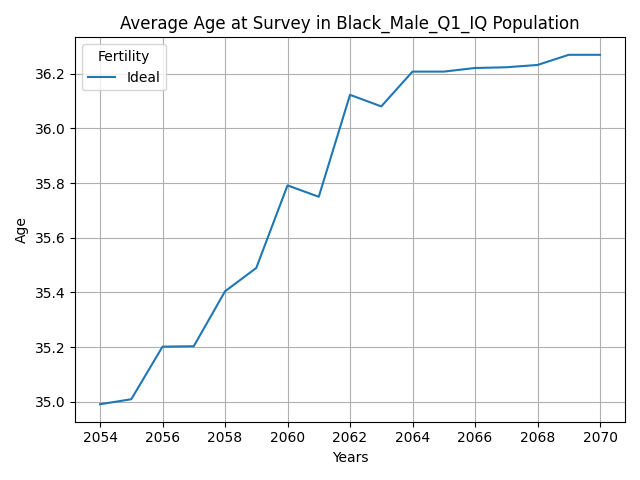 Average Age at Survey in Black_Male_Q1_IQ Population
Fertility
Ideal
Age
36.2
36.0
35.8
35.6
35.4
35.2
35.0
2054 2056 2058 2060 2062 2064 2066 2068 2070
Years